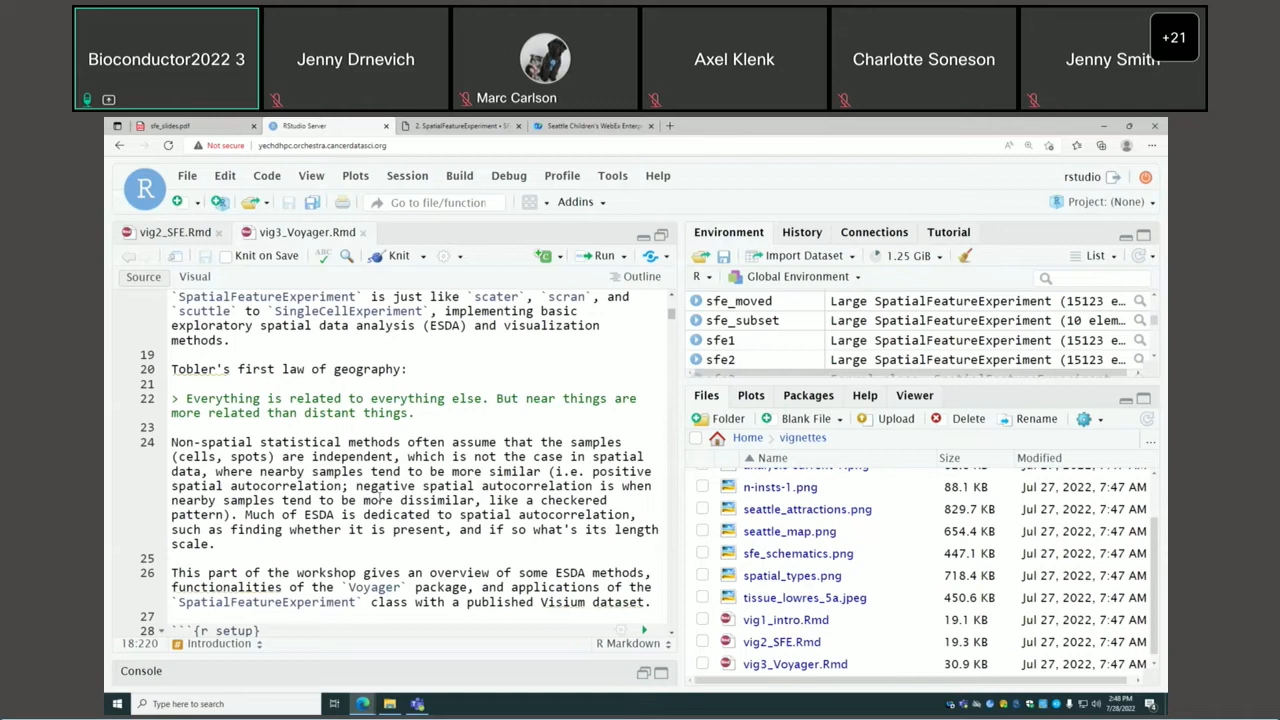 Bioconductor2022 3
Jenny Drnevich
Marc Carlson
Axel Klenk
Charlotte Soneson
Jenny Smith
+21
sfe_slides.pdf
RStudio Server
2. SpatialFeatureExperiment • SF
Seattle Children's WebEx Enterp
Not secure yechdhpc.orchestra.cancerdatasci.org
R
File Edit Code View Plots Session Build Debug Profile Tools Help
rstudio
Go to file/function
Addins
Project: (None)
vig2_SFE.Rmd
vig3_Voyager.Rmd
Knit on Save
ABC
Knit
Run
Source Visual
Outline
`SpatialFeatureExperiment` is just like `scater`, `scran`, and
`scuttle` to `SingleCellExperiment`, implementing basic
exploratory spatial data analysis (ESDA) and visualization
methods.
19
20 Tobler's first law of geography:
21
22 > Everything is related to everything else. But near things are
more related than distant things.
23
24 Non-spatial statistical methods often assume that the samples
(cells, spots) are independent, which is not the case in spatial
data, where nearby samples tend to be more similar (i.e. positive
spatial autocorrelation; negative spatial autocorrelation is when
nearby samples tend to be more dissimilar, like a checkered
pattern). Much of ESDA is dedicated to spatial autocorrelation,
such as finding whether it is present, and if so what's its length
scale.
25
26 This part of the workshop gives an overview of some ESDA methods,
functionalities of the `Voyager` package, and applications of the
`SpatialFeatureExperiment` class with a published Visium dataset.
27
28 ```{r setup}
18:220 Introduction R Markdown
Console
Environment History Connections Tutorial
Import Dataset 1.25 GiB List
R Global Environment
sfe_moved Large SpatialFeatureExperiment (15123 e…
sfe_subset Large SpatialFeatureExperiment (10 elem…
sfe1 Large SpatialFeatureExperiment (15123 e…
sfe2 Large SpatialFeatureExperiment (15123 e…
Files Plots Packages Help Viewer
Folder Blank File Upload Delete Rename
Home vignettes
Name Size Modified
n-insts-1.png 88.1 KB Jul 27, 2022, 7:47 AM
seattle_attractions.png 829.7 KB Jul 27, 2022, 7:47 AM
seattle_map.png 654.4 KB Jul 27, 2022, 7:47 AM
sfe_schematics.png 447.1 KB Jul 27, 2022, 7:47 AM
spatial_types.png 718.4 KB Jul 27, 2022, 7:47 AM
tissue_lowres_5a.jpeg 450.6 KB Jul 27, 2022, 7:47 AM
vig1_intro.Rmd 19.1 KB Jul 27, 2022, 7:47 AM
vig2_SFE.Rmd 19.3 KB Jul 27, 2022, 7:47 AM
vig3_Voyager.Rmd 30.9 KB Jul 27, 2022, 7:47 AM
Type here to search
2:48 PM
7/28/2022